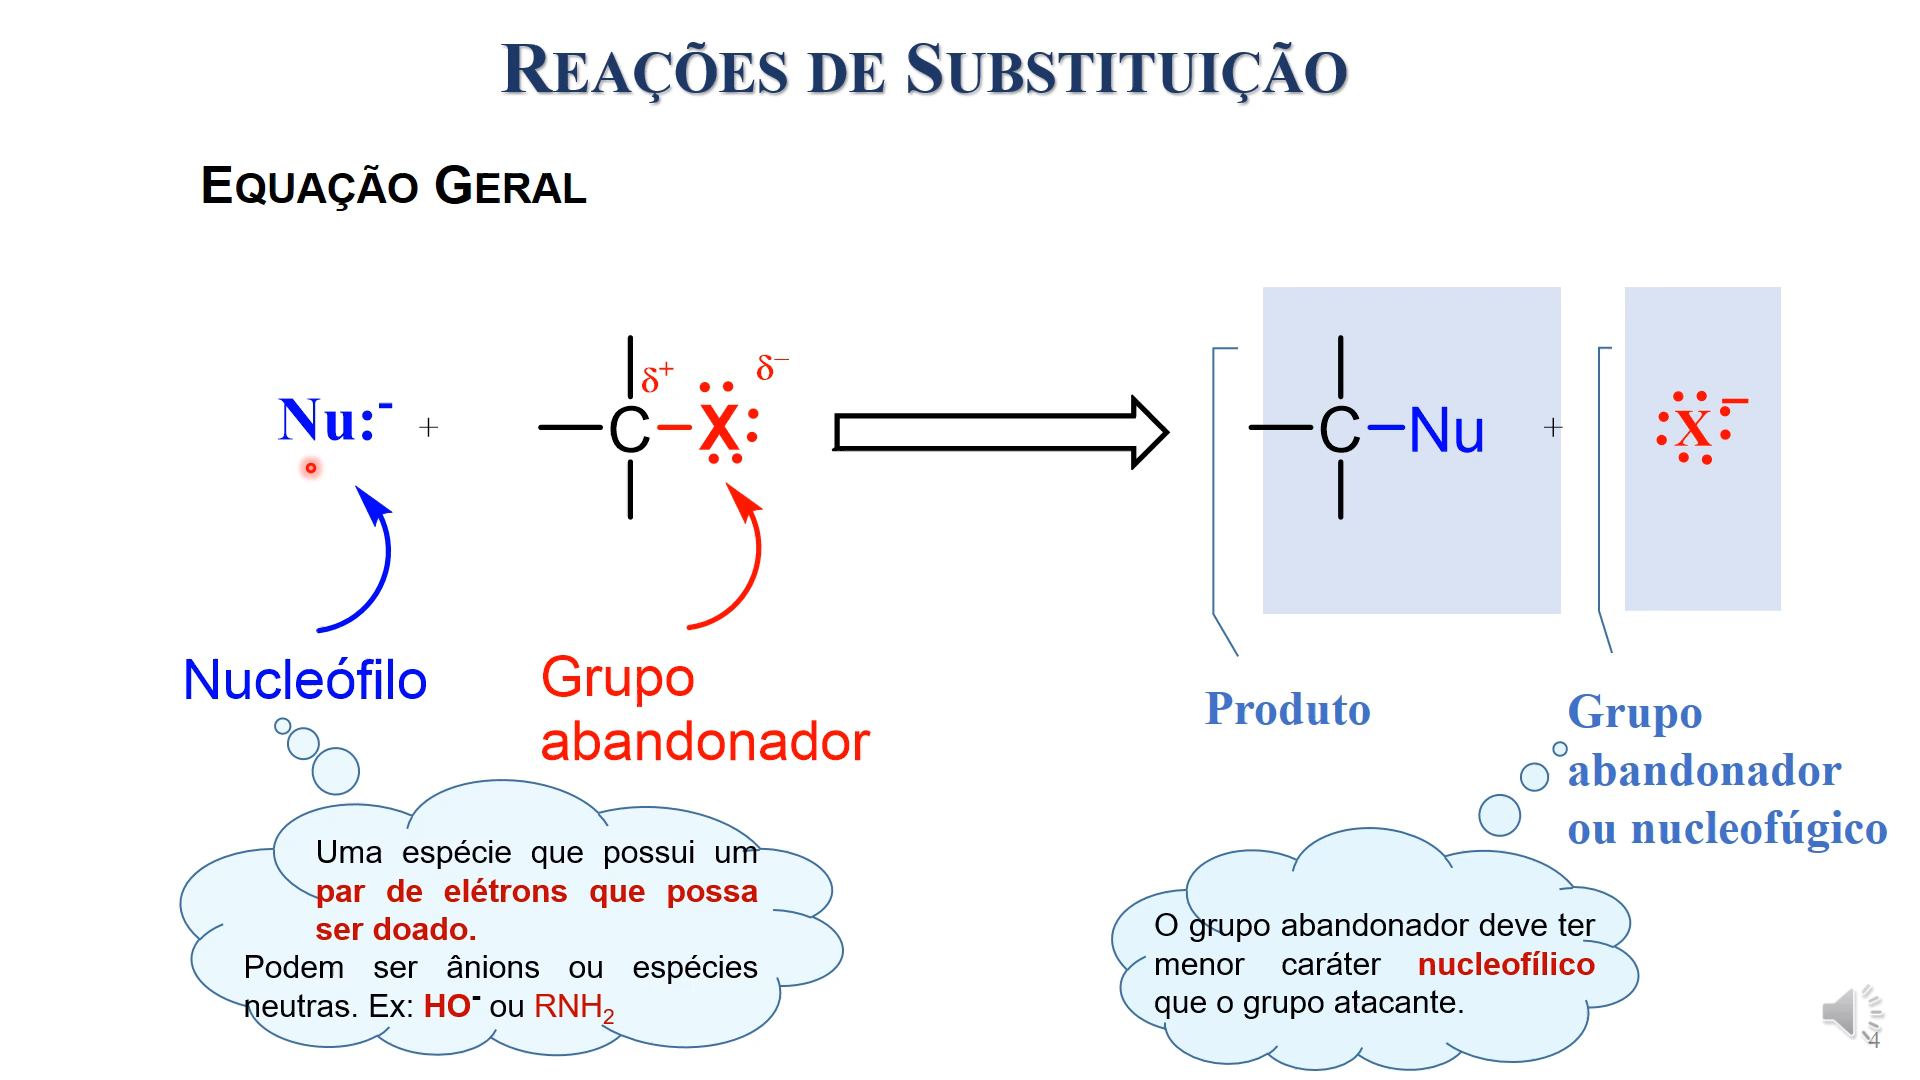 REAÇÕES DE SUBSTITUIÇÃO
EQUAÇÃO GERAL
Nu:⁻ + C–X δ⁺ δ⁻ C–Nu + X⁻
Nucleófilo
Grupo
abandonador
Produto
Grupo
abandonador
ou nucleofúgico
Uma espécie que possui um
par de elétrons que possa
ser doado.
Podem ser ânions ou espécies
neutras. Ex: HO⁻ ou RNH₂
O grupo abandonador deve ter
menor caráter nucleofílico
que o grupo atacante.
4